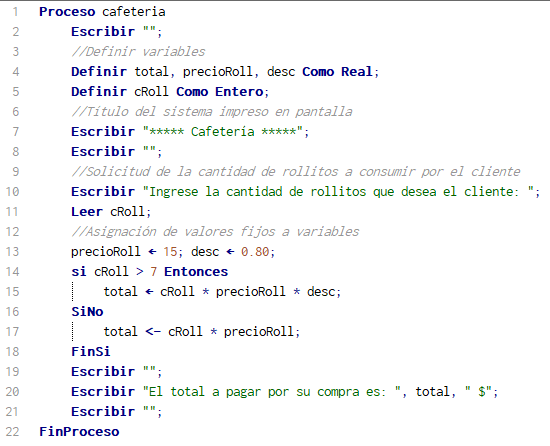 1 Proceso cafeteria
2 Escribir "";
3 //Definir variables
4 Definir total, precioRoll, desc Como Real;
5 Definir cRoll Como Entero;
6 //Título del sistema impreso en pantalla
7 Escribir "***** Cafetería *****";
8 Escribir "";
9 //Solicitud de la cantidad de rollitos a consumir por el cliente
10 Escribir "Ingrese la cantidad de rollitos que desea el cliente: ";
11 Leer cRoll;
12 //Asignación de valores fijos a variables
13 precioRoll ← 15; desc ← 0.80;
14 si cRoll > 7 Entonces
15 total ← cRoll * precioRoll * desc;
16 SiNo
17 total <- cRoll * precioRoll;
18 FinSi
19 Escribir "";
20 Escribir "El total a pagar por su compra es: ", total, " $";
21 Escribir "";
22 FinProceso